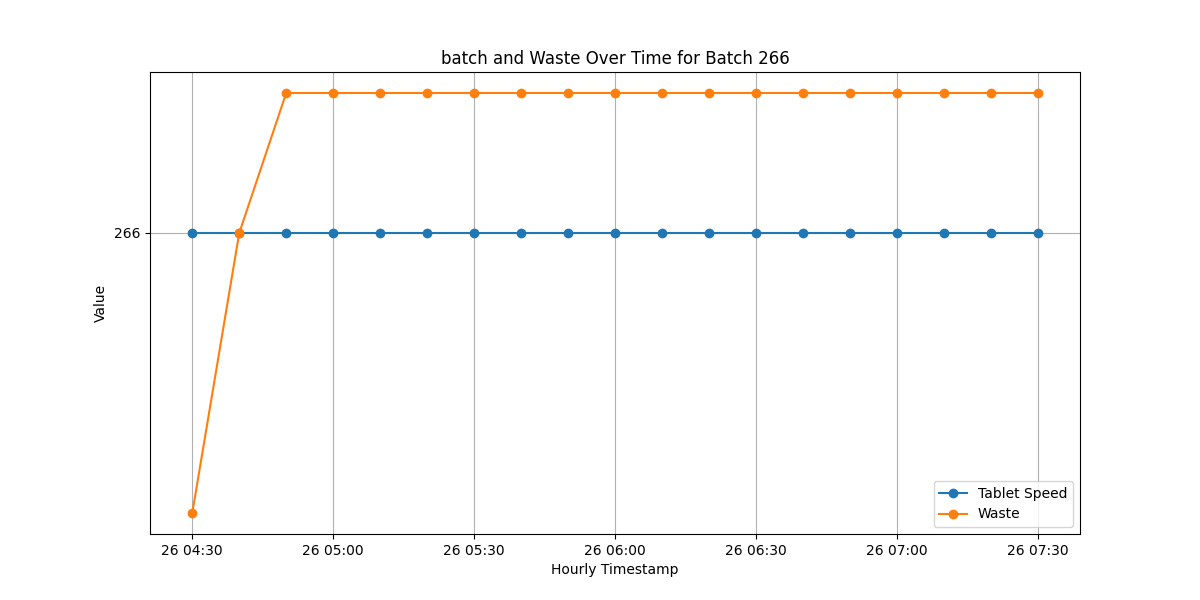 batch and Waste Over Time for Batch 266
Value
266
Tablet Speed
Waste
26 04:30 26 05:00 26 05:30 26 06:00 26 06:30 26 07:00 26 07:30
Hourly Timestamp